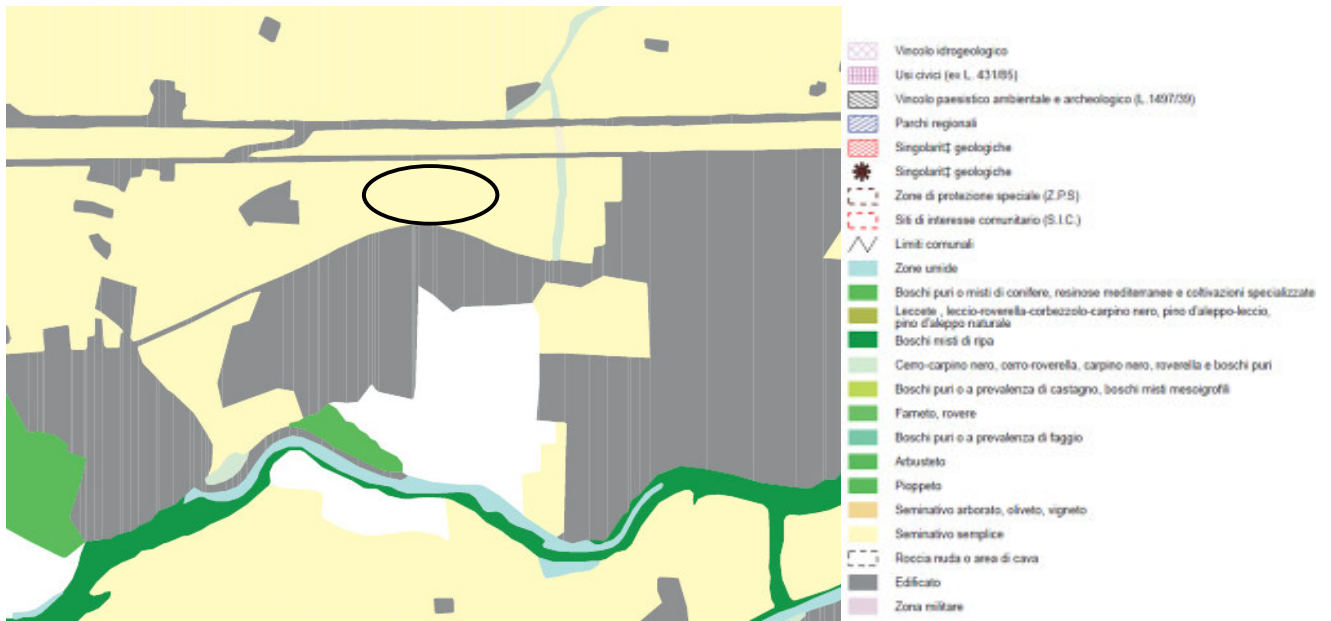 Vincolo idrogeologico
Usi civici (ex L. 431/85)
Vincolo paesistico ambientale e archeologico (L.1497/39)
Parchi regionali
Singolarit‡ geologiche
Singolarit‡ geologiche
Zone di protezione speciale (Z.P.S)
Siti di interesse comunitario (S.I.C.)
Limiti comunali
Zone umide
Boschi puri o misti di conifere, resinose mediterranee e coltivazioni specializzate
Leccete , leccio-roverella-corbezzolo-carpino nero, pino d'aleppo-leccio,
pino d'aleppo naturale
Boschi misti di ripa
Cerro-carpino nero, cerro-roverella, carpino nero, roverella e boschi puri
Boschi puri o a prevalenza di castagno, boschi misti mesoigrofili
Farneto, rovere
Boschi puri o a prevalenza di faggio
Arbusteto
Pioppeto
Seminativo arborato, oliveto, vigneto
Seminativo semplice
Roccia nuda o area di cava
Edificato
Zona militare